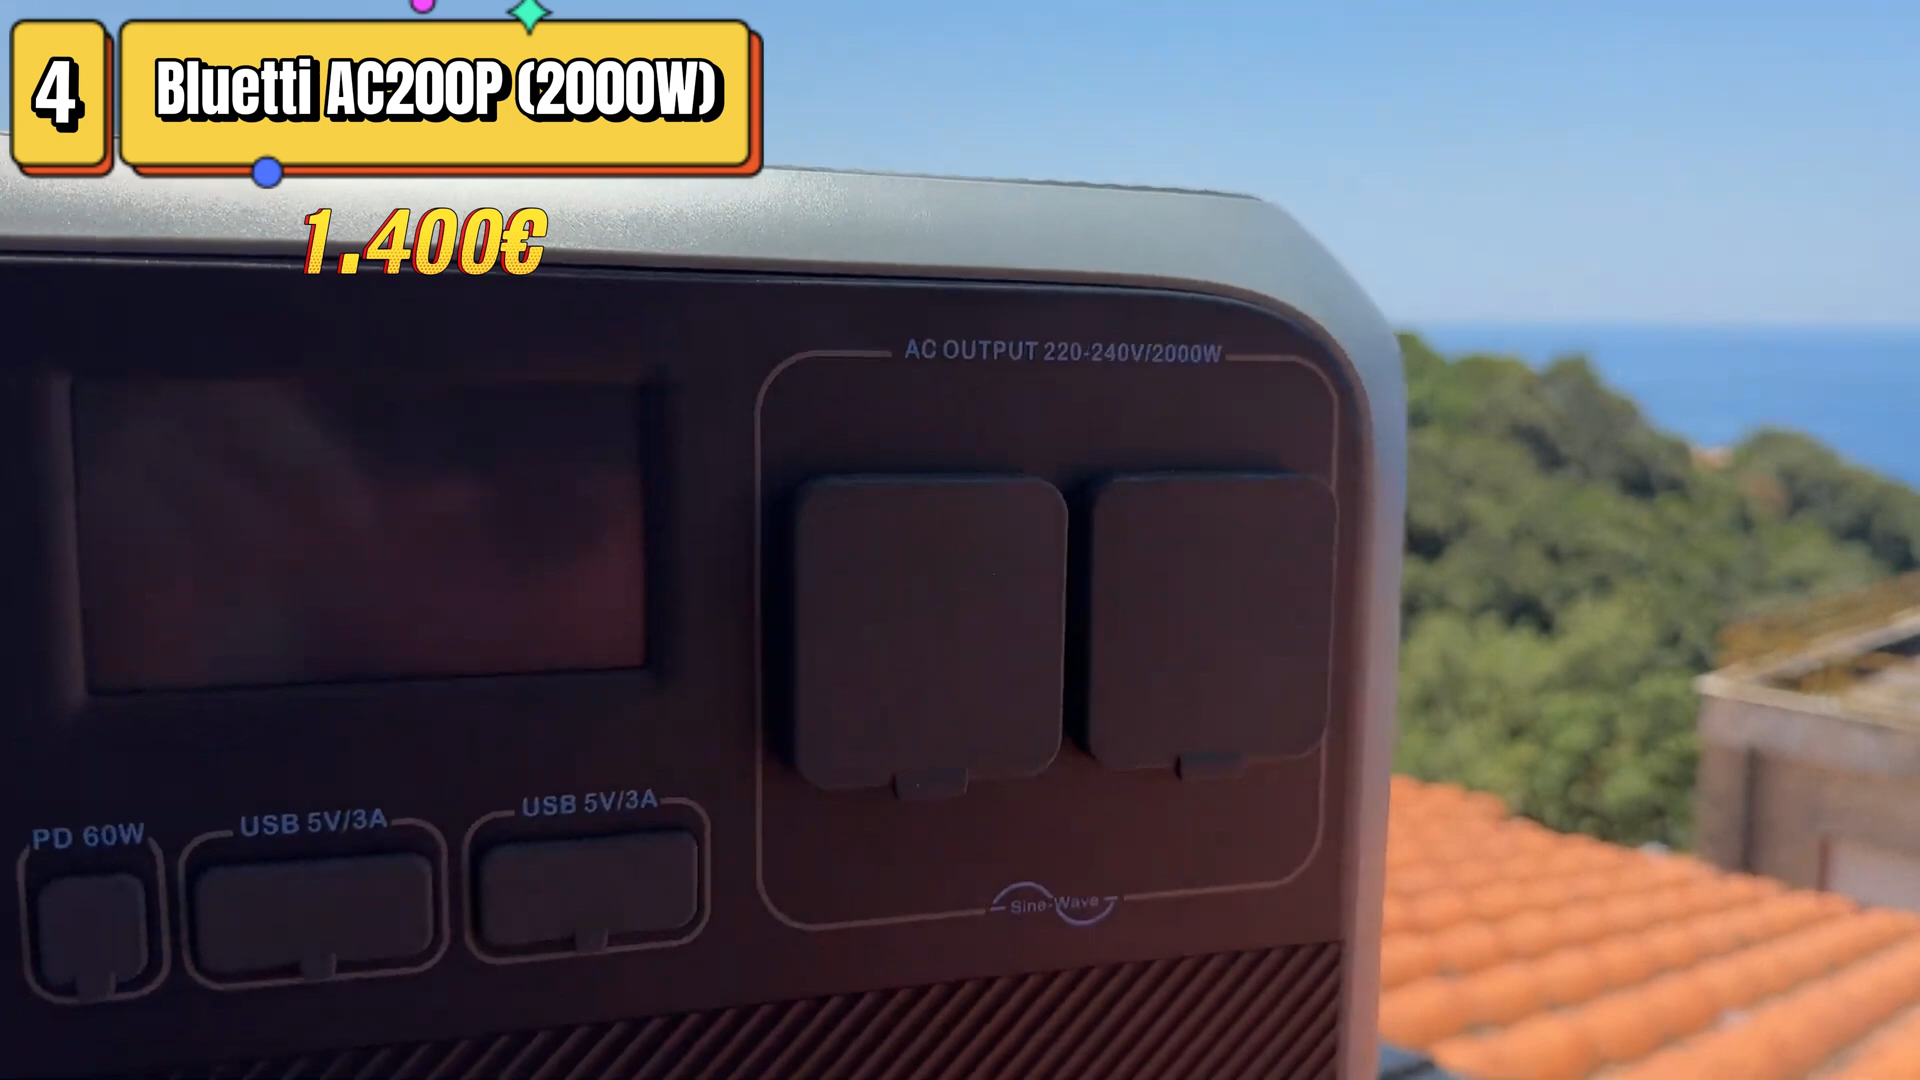 4
Bluetti AC200P (2000W)
1.400€
AC OUTPUT 220-240V/2000W
PD 60W
USB 5V/3A
USB 5V/3A
Sine-Wave